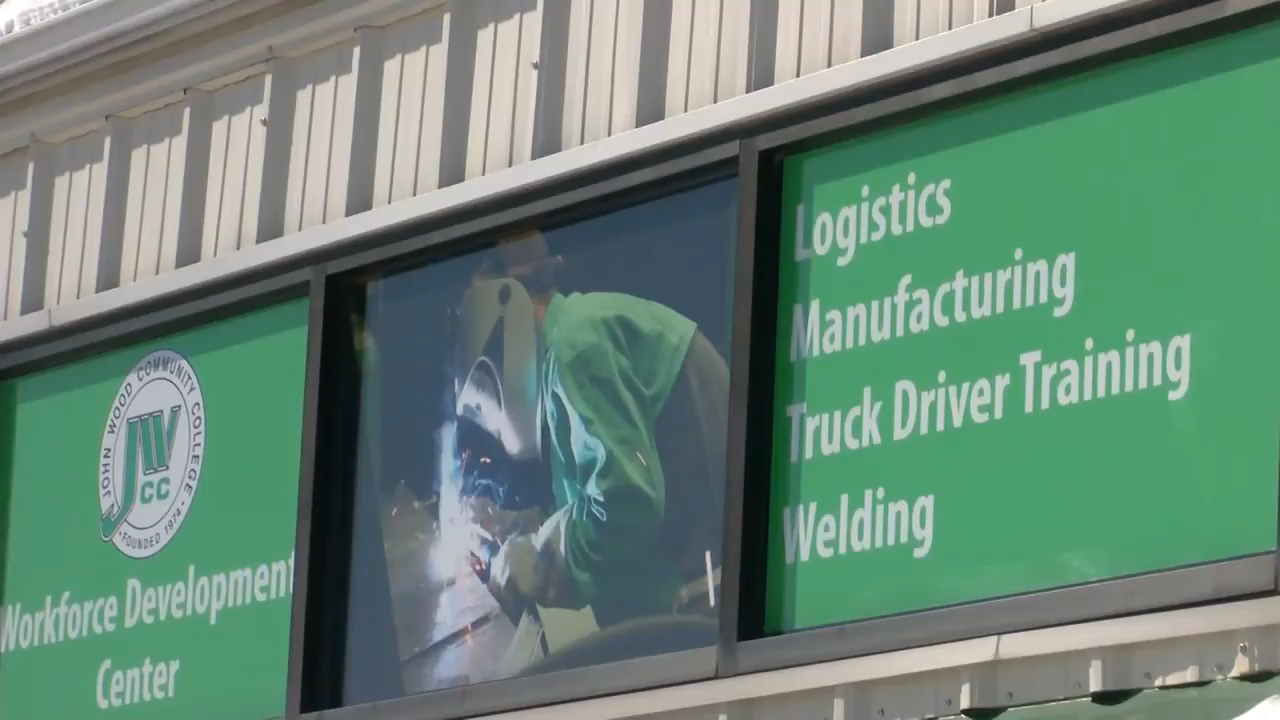 JOHN WOOD COMMUNITY COLLEGE
JW
CC
• FOUNDED 1974 •
Workforce Development
Center
Logistics
Manufacturing
Truck Driver Training
Welding